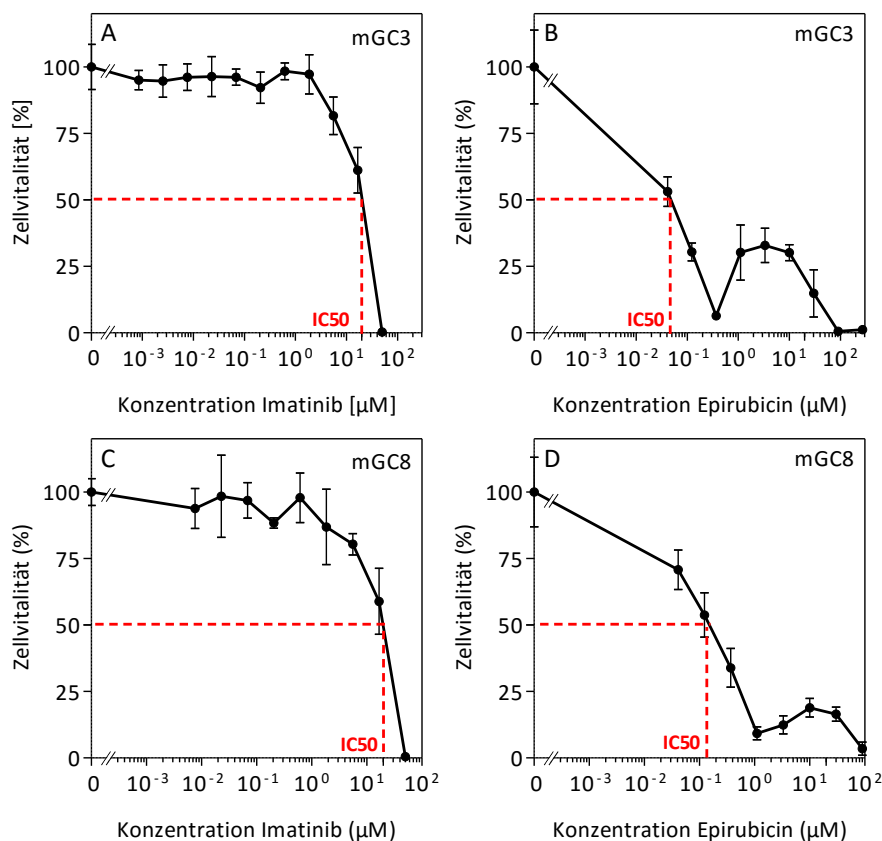 A
mGC3
Zellvitalität [%]
100
75
50
25
0
IC50
0 10⁻³ 10⁻² 10⁻¹ 10⁰ 10¹ 10²
Konzentration Imatinib [µM]
B
mGC3
Zellvitalität (%)
100
75
50
25
0
IC50
0 10⁻³ 10⁻² 10⁻¹ 10⁰ 10¹ 10²
Konzentration Epirubicin (µM)
C
mGC8
Zellvitalität (%)
100
75
50
25
0
IC50
0 10⁻³ 10⁻² 10⁻¹ 10⁰ 10¹ 10²
Konzentration Imatinib (µM)
D
mGC8
Zellvitalität (%)
100
75
50
25
0
IC50
0 10⁻³ 10⁻² 10⁻¹ 10⁰ 10¹ 10²
Konzentration Epirubicin (µM)